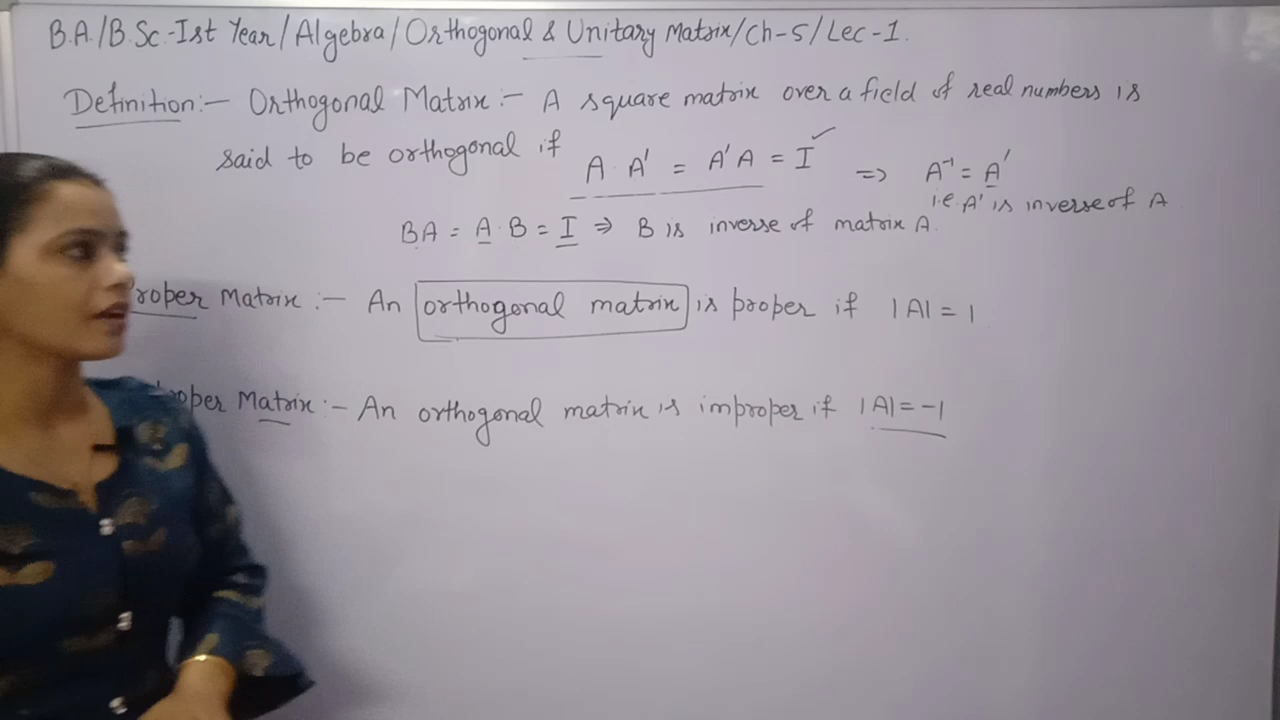 B.A./B.Sc.-Ist Year/Algebra/Orthogonal & Unitary Matrix/Ch-5/Lec-1.
Definition:- Orthogonal Matrix:- A square matrix over a field of real numbers is
said to be orthogonal if A·A' = A'A = I ✓ => A⁻¹ = A'
i.e. A' is inverse of A
BA = A·B = I => B is inverse of matrix A.
roper Matrix:- An orthogonal matrix is proper if |A| = 1
roper Matrix:- An orthogonal matrix is improper if |A| = -1